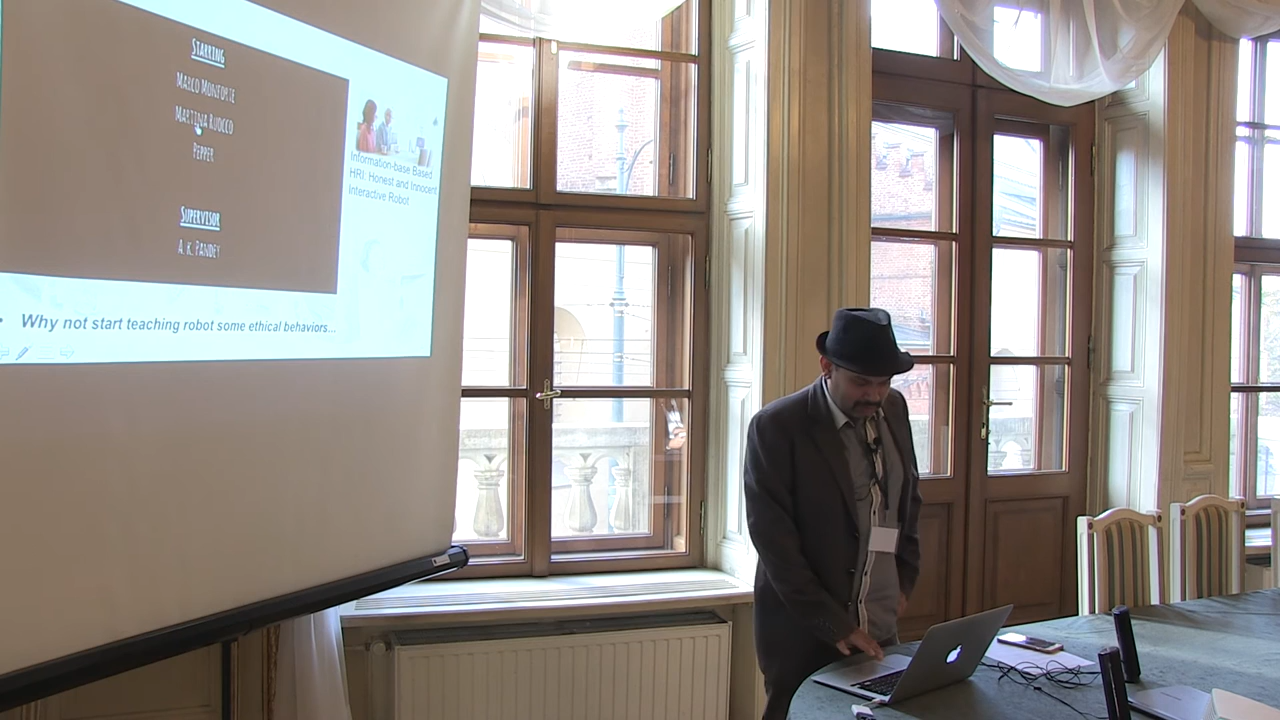 Starring
Marco Monforte
Martina Ruocco
Pepper
Supervisor
A. K. Pandey
Information-base Based
HRI: Honest and Innocent
Interactive Robot
• Why not start teaching robot some ethical behaviors...